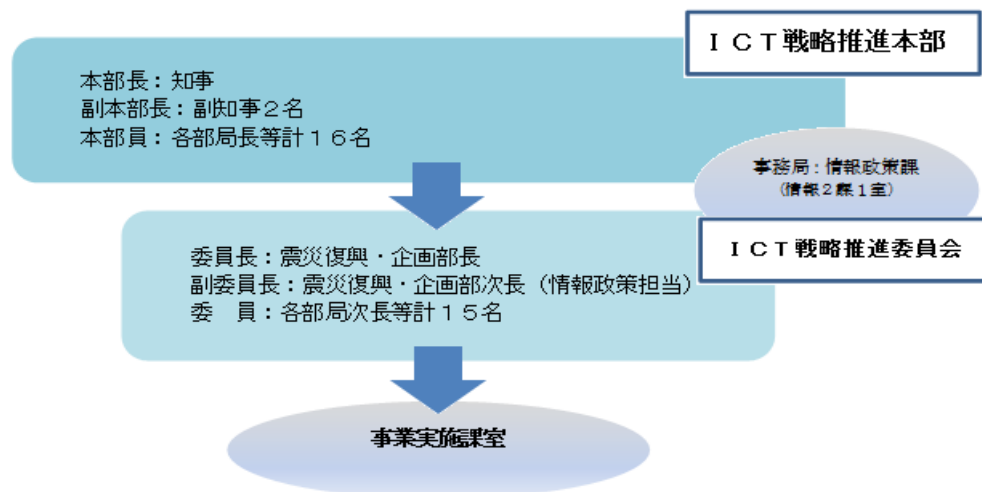 ＩＣＴ戦略推進本部
本部長：知事
副本部長：副知事２名
本部員：各部局長等計１６名
事務局：情報政策課
（情報２課１室）
ＩＣＴ戦略推進委員会
委員長：震災復興・企画部長
副委員長：震災復興・企画部次長（情報政策担当）
委　員：各部局次長等計１５名
事業実施課室